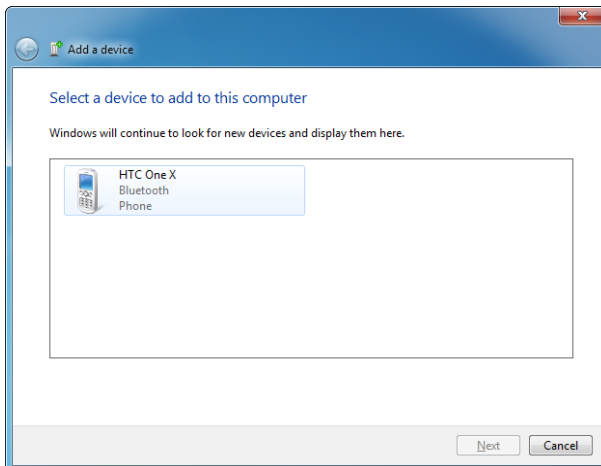 Add a device
Select a device to add to this computer
Windows will continue to look for new devices and display them here.
HTC One X
Bluetooth
Phone
Next
Cancel